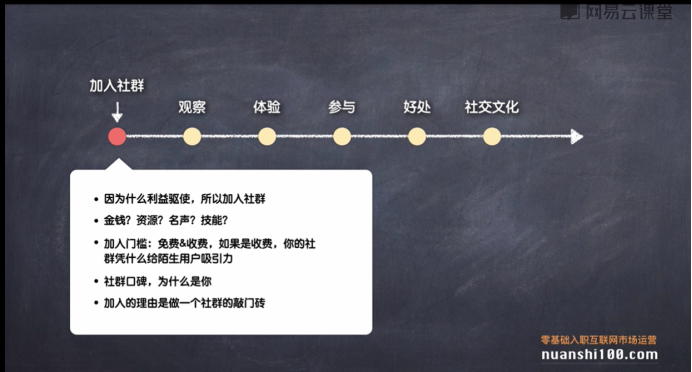 网易云课堂
加入社群
观察 体验 参与 好处 社交文化
• 因为什么利益驱使，所以加入社群
• 金钱？资源？名声？技能？
• 加入门槛：免费&收费，如果是收费，你的社
群凭什么给陌生用户吸引力
• 社群口碑，为什么是你
• 加入的理由是做一个社群的敲门砖
零基础入职互联网市场运营
nuanshi100.com